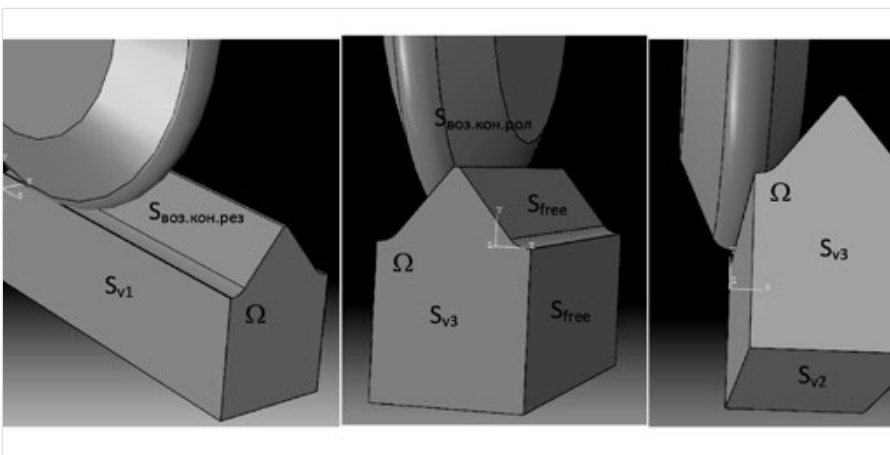 Sвоз.кон.рез
Sv1
Ω
Sвоз.кон.рол
Sfree
Ω
Sv3
Sfree
Ω
Sv3
Sv2